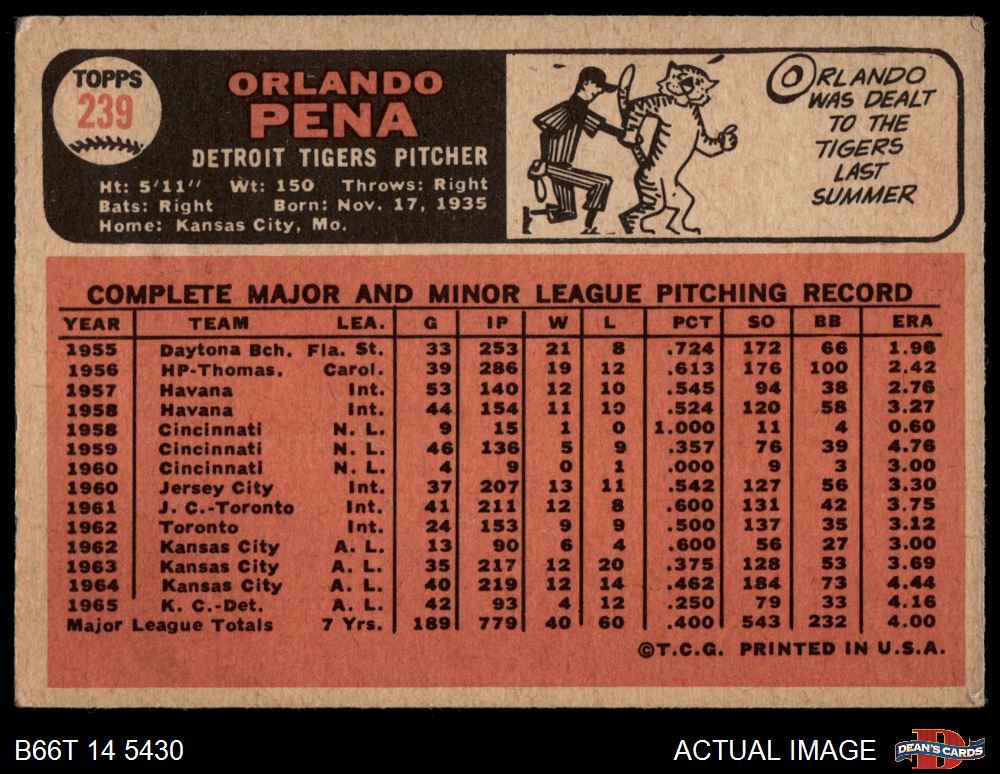 TOPPS
239
ORLANDO
PENA
DETROIT TIGERS PITCHER
Ht: 5'11" Wt: 150 Throws: Right
Bats: Right Born: Nov. 17, 1935
Home: Kansas City, Mo.
ORLANDO
WAS DEALT
TO THE
TIGERS
LAST
SUMMER
COMPLETE MAJOR AND MINOR LEAGUE PITCHING RECORD
YEAR TEAM LEA. G IP W L PCT SO BB ERA
1955 Daytona Bch. Fla. St. 33 253 21 8 .724 172 66 1.96
1956 HP-Thomas. Carol. 39 286 19 12 .613 176 100 2.42
1957 Havana Int. 53 140 12 10 .545 94 38 2.76
1958 Havana Int. 44 154 11 10 .524 120 58 3.27
1958 Cincinnati N. L. 9 15 1 0 1.000 11 4 0.60
1959 Cincinnati N. L. 46 136 5 9 .357 76 39 4.76
1960 Cincinnati N. L. 4 9 0 1 .000 9 3 3.00
1960 Jersey City Int. 37 207 13 11 .542 127 56 3.30
1961 J. C.-Toronto Int. 41 211 12 8 .600 131 42 3.75
1962 Toronto Int. 24 153 9 9 .500 137 35 3.12
1962 Kansas City A. L. 13 90 6 4 .600 56 27 3.00
1963 Kansas City A. L. 35 217 12 20 .375 128 53 3.69
1964 Kansas City A. L. 40 219 12 14 .462 184 73 4.44
1965 K. C.-Det. A. L. 42 93 4 12 .250 79 33 4.16
Major League Totals 7 Yrs. 189 779 40 60 .400 543 232 4.00
©T.C.G. PRINTED IN U.S.A.
B66T 14 5430 ACTUAL IMAGE DEAN'S CARDS